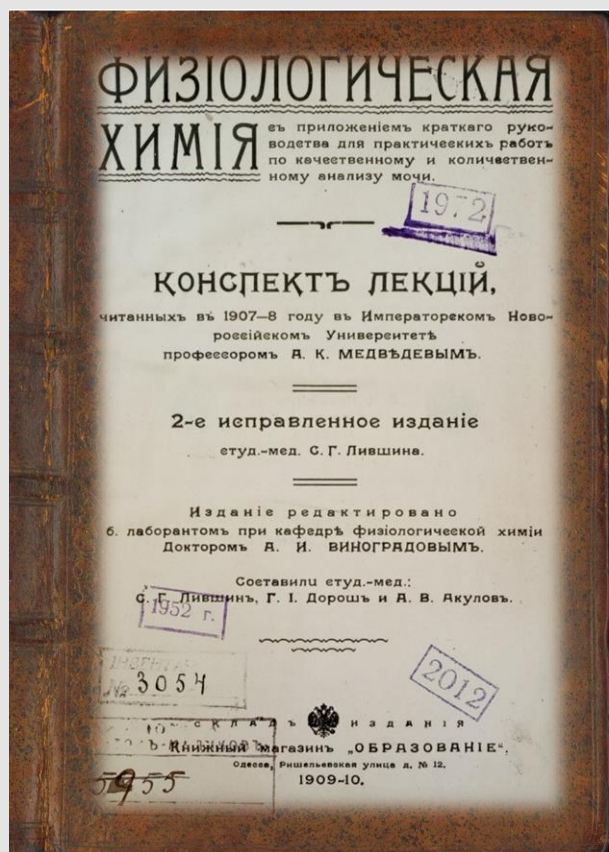 ФИЗІОЛОГИЧЕСКАЯ
ХИМІЯ
съ приложеніемъ краткаго руко-
водства для практическихъ работъ
по качественному и количествен-
ному анализу мочи.
1972
КОНСПЕКТЪ ЛЕКЦІЙ,
читанныхъ въ 1907—8 году въ Императорскомъ Ново-
россійскомъ Университетѣ
профессоромъ А. К. МЕДВѢДЕВЫМЪ.
2-е исправленное изданіе
студ.-мед. С. Г. Лившина.
Изданіе редактировано
б. лаборантомъ при кафедрѣ физіологической химіи
Докторомъ А. И. ВИНОГРАДОВЫМЪ.
Составили студ.-мед.:
С. Г. Лившинъ, Г. І. Дорошъ и А. В. Акуловъ.
1952 г.
№ 3054
2012
СКЛАДЪ ИЗДАНІЯ
Книжный магазинъ „ОБРАЗОВАНІЕ“,
Одесса, Ришельевская улица д. № 12.
5955
1909-10.